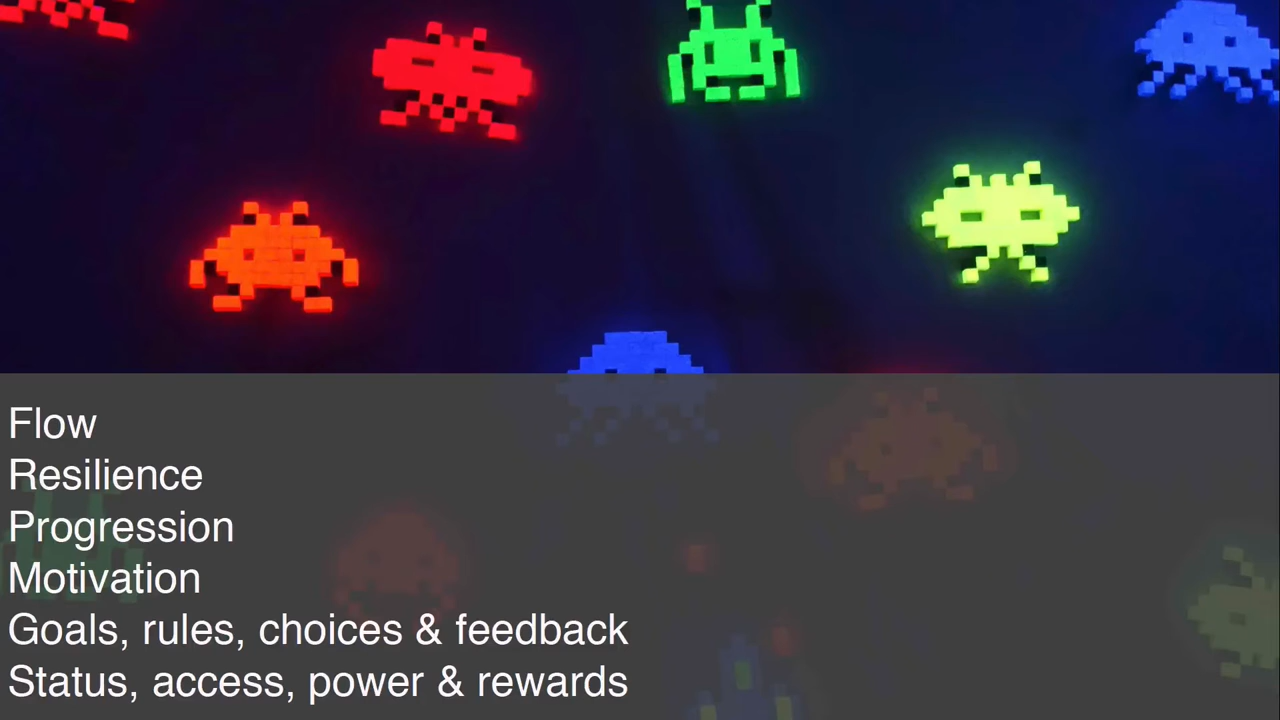 Flow
Resilience
Progression
Motivation
Goals, rules, choices & feedback
Status, access, power & rewards